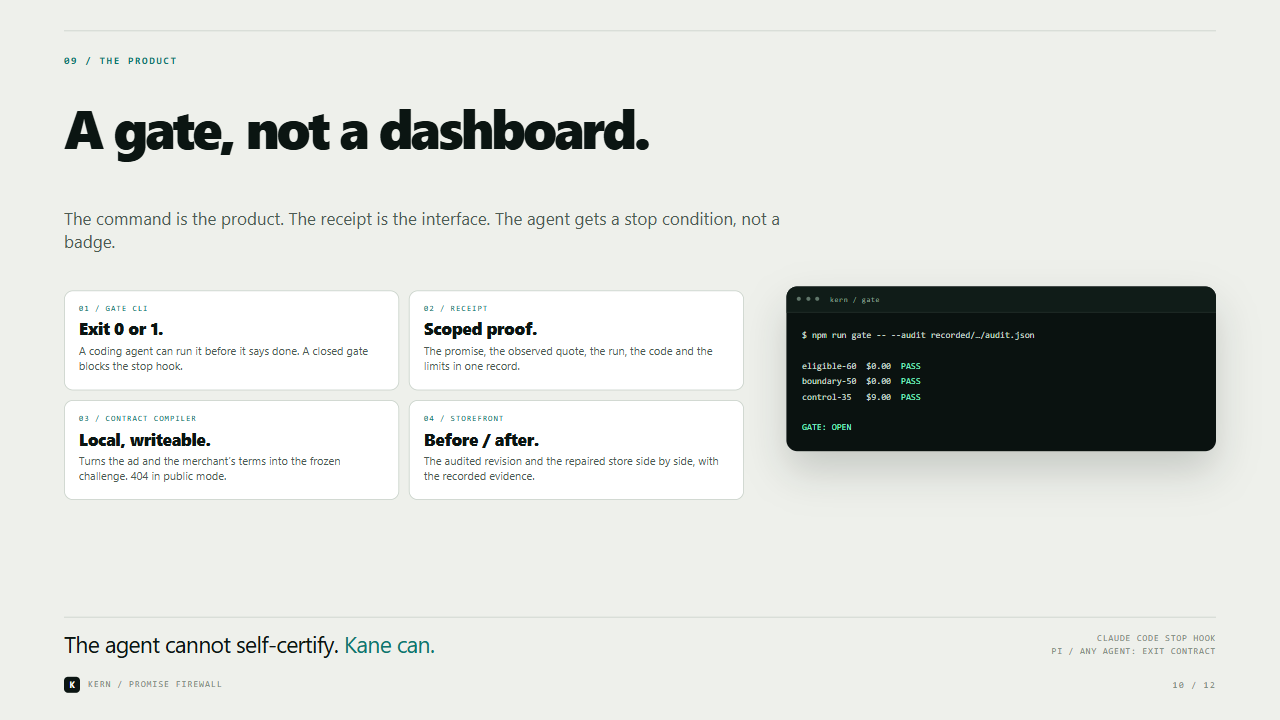 09 / THE PRODUCT
A gate, not a dashboard.
The command is the product. The receipt is the interface. The agent gets a stop condition, not a
badge.
01 / GATE CLI
Exit 0 or 1.
A coding agent can run it before it says done. A closed gate
blocks the stop hook.
02 / RECEIPT
Scoped proof.
The promise, the observed quote, the run, the code and the
limits in one record.
03 / CONTRACT COMPILER
Local, writeable.
Turns the ad and the merchant's terms into the frozen
challenge. 404 in public mode.
04 / STOREFRONT
Before / after.
The audited revision and the repaired store side by side, with
the recorded evidence.
kern / gate
$ npm run gate -- --audit recorded/…/audit.json
eligible-60 $0.00 PASS
boundary-50 $0.00 PASS
control-35 $9.00 PASS
GATE: OPEN
The agent cannot self-certify. Kane can.
CLAUDE CODE STOP HOOK
PI / ANY AGENT: EXIT CONTRACT
K KERN / PROMISE FIREWALL
10 / 12